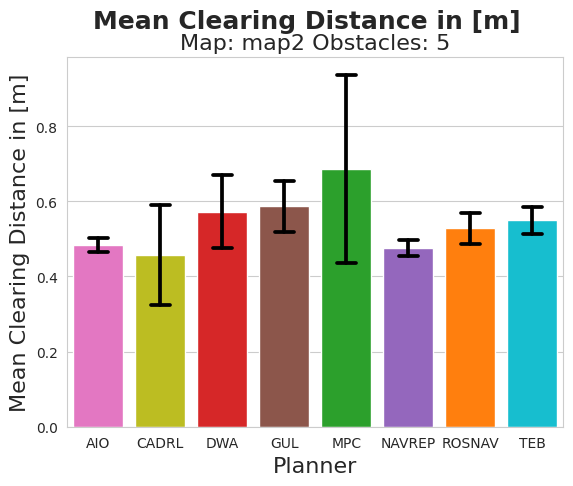 Mean Clearing Distance in [m]
Map: map2 Obstacles: 5
Mean Clearing Distance in [m]
0.8
0.6
0.4
0.2
0.0
AIO CADRL DWA GUL MPC NAVREP ROSNAV TEB
Planner